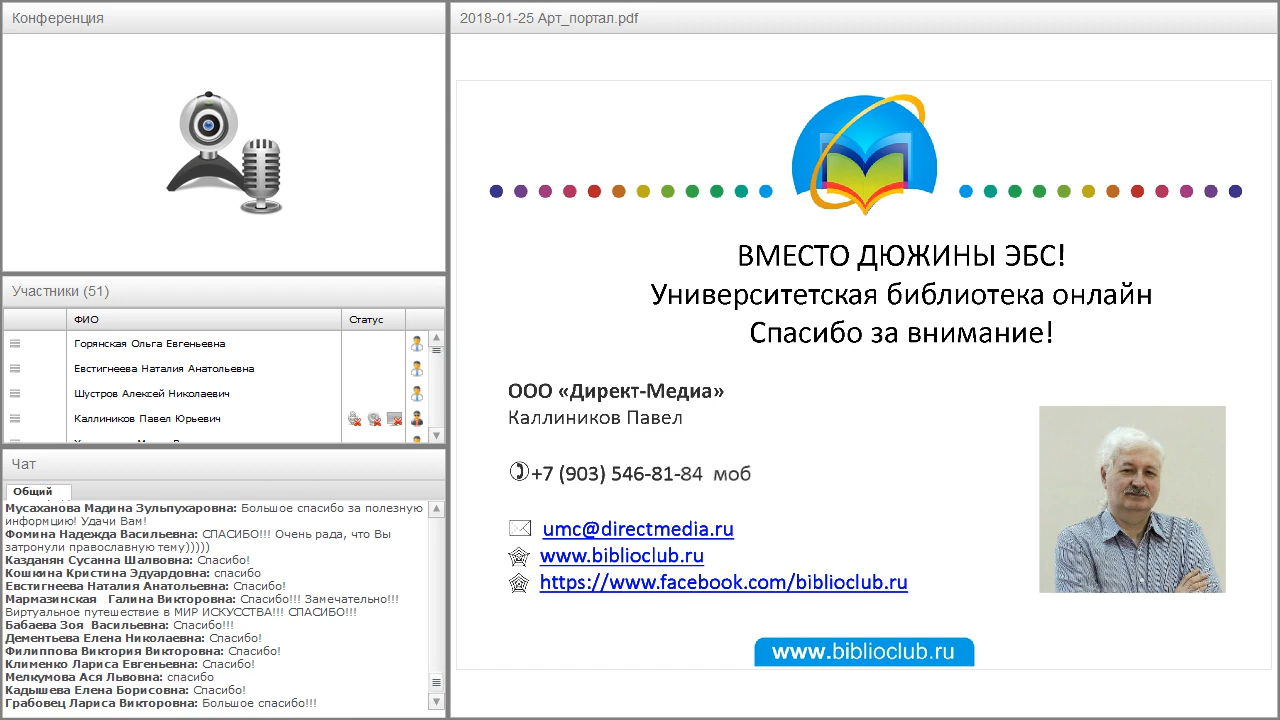 Конференция
2018-01-25 Арт_портал.pdf
Участники (51)
ФИО
Статус
Горянская Ольга Евгеньевна
Евстигнеева Наталия Анатольевна
Шустров Алексей Николаевич
Каллиников Павел Юрьевич
Чат
Общий
Мусаханова Мадина Зульпухаровна: Большое спасибо за полезную
информцию! Удачи Вам!
Фомина Надежда Васильевна: СПАСИБО!!! Очень рада, что Вы
затронули православную тему)))))
Казданян Сусанна Шалвовна: Спасибо!
Кошкина Кристина Эдуардовна: спасибо
Евстигнеева Наталия Анатольевна: Спасибо!
Мармазинская Галина Викторовна: Спасибо!!! Замечательно!!!
Виртуальное путешествие в МИР ИСКУССТВА!!! СПАСИБО!!!
Бабаева Зоя Васильевна: Спасибо!!!
Дементьева Елена Николаевна: Спасибо!
Филиппова Виктория Викторовна: Спасибо!
Клименко Лариса Евгеньевна: Спасибо!
Мелкумова Ася Львовна: спасибо
Кадышева Елена Борисовна: Спасибо!
Грабовец Лариса Викторовна: Большое спасибо!!!
ВМЕСТО ДЮЖИНЫ ЭБС!
Университетская библиотека онлайн
Спасибо за внимание!
ООО «Директ-Медиа»
Каллиников Павел
+7 (903) 546-81-84 моб
umc@directmedia.ru
www.biblioclub.ru
https://www.facebook.com/biblioclub.ru
www.biblioclub.ru